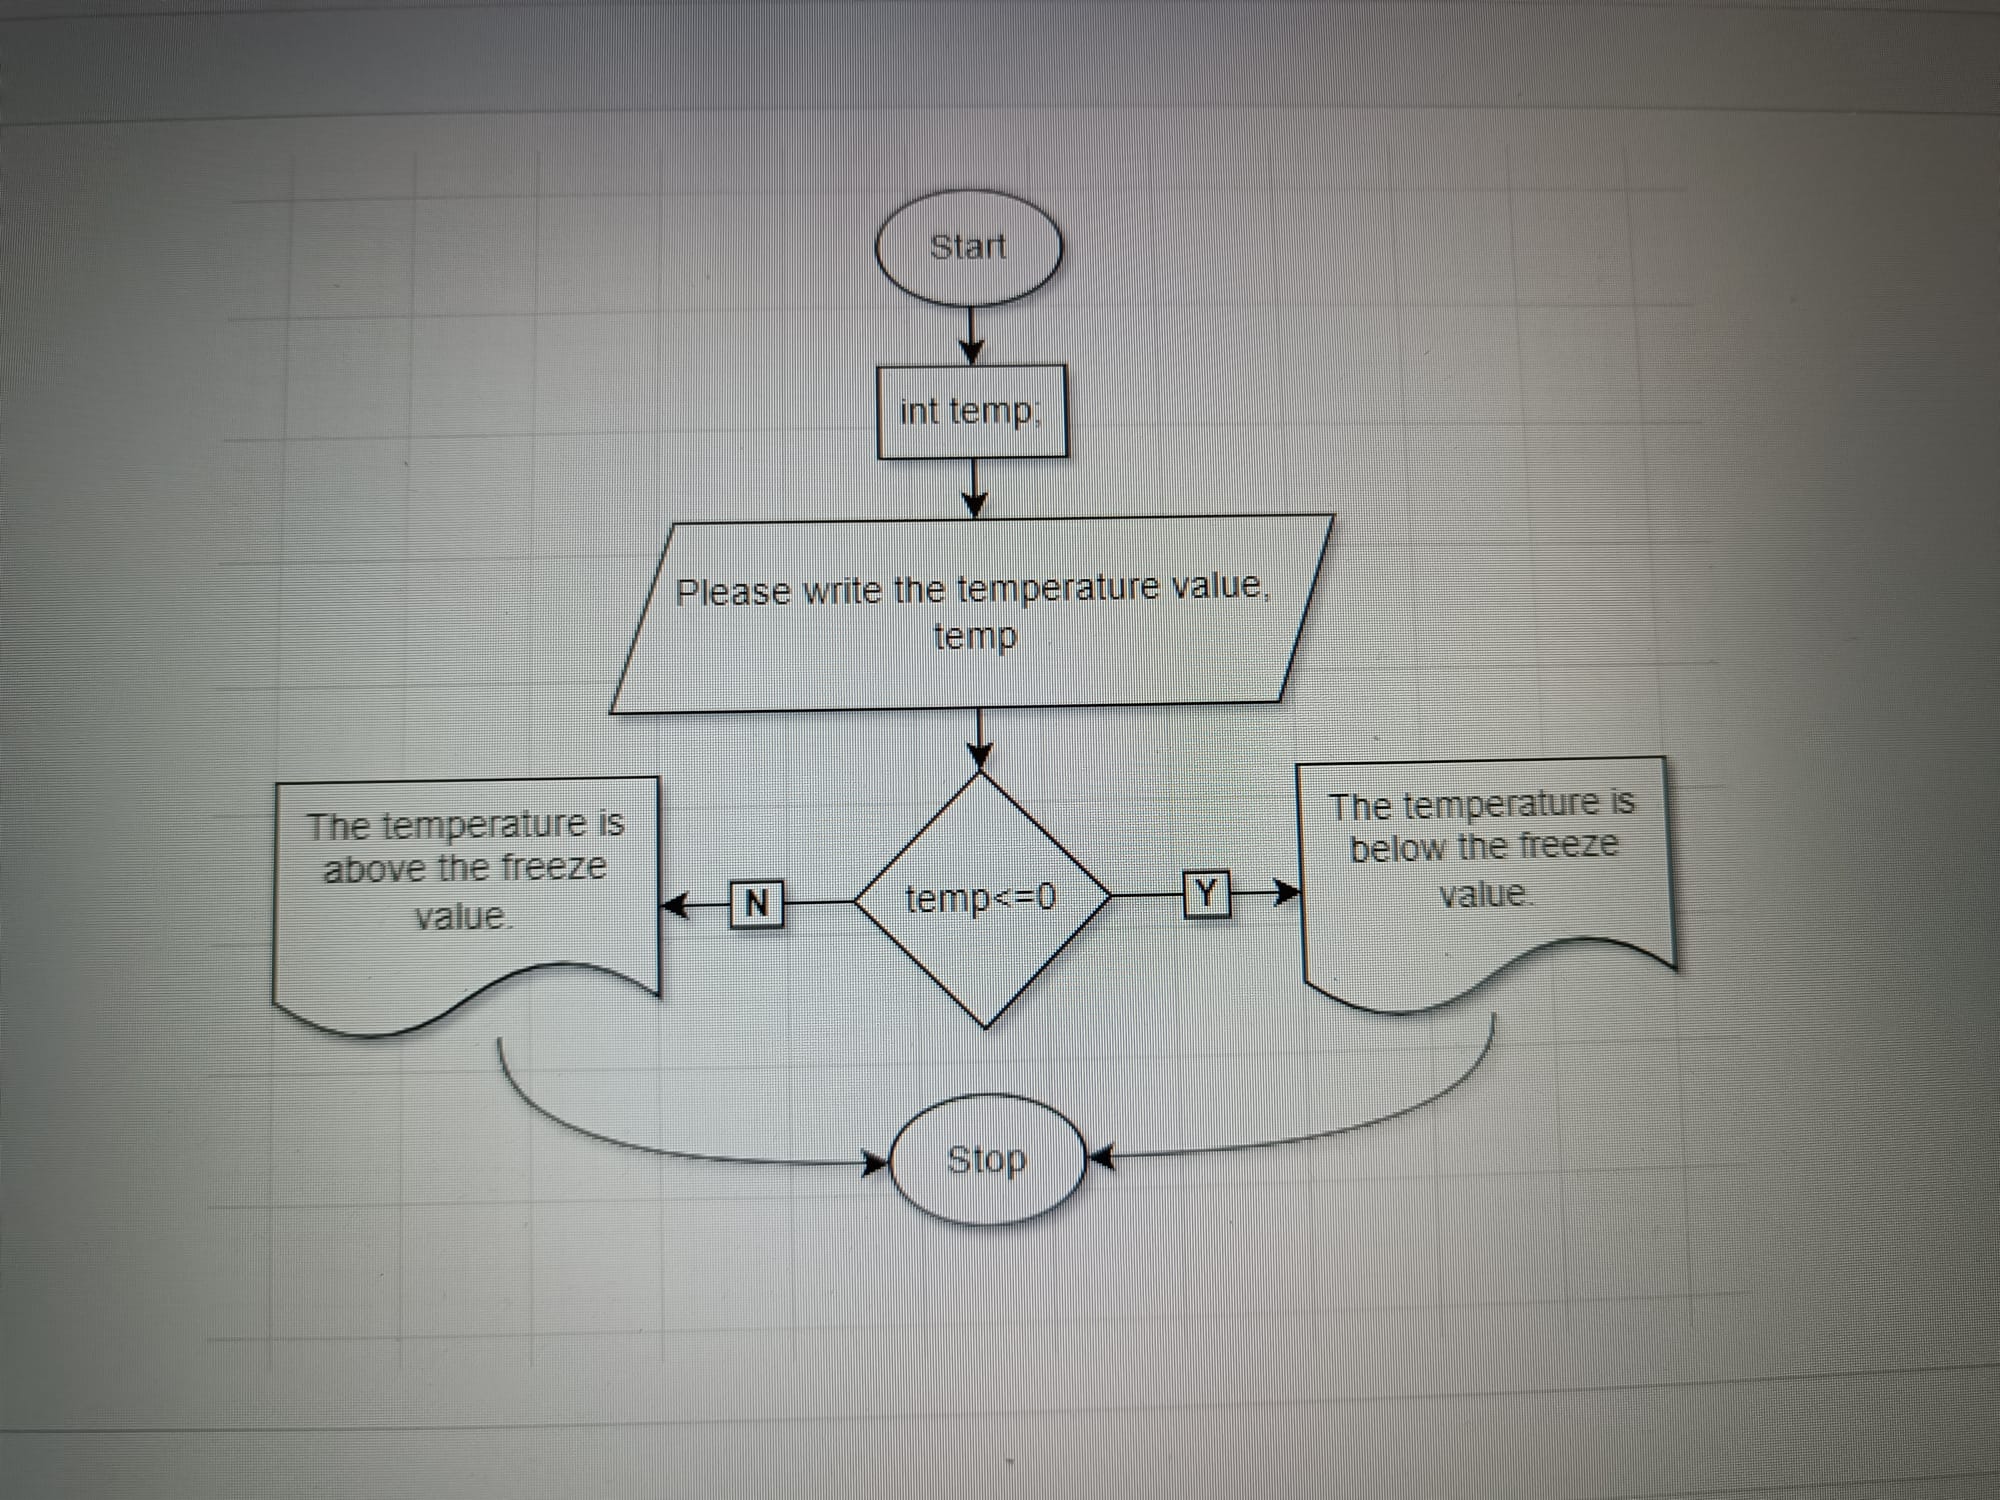 Start
int temp;
Please write the temperature value,
temp
The temperature is
above the freeze
value.
N
temp<=0
Y
The temperature is
below the freeze
value.
Stop